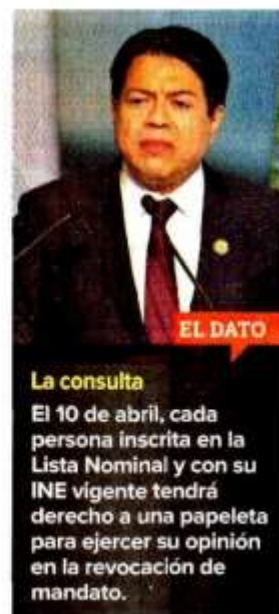 EL DATO
La consulta
El 10 de abril, cada
persona inscrita en la
Lista Nominal y con su
INE vigente tendrá
derecho a una papeleta
para ejercer su opinión
en la revocación de
mandato.